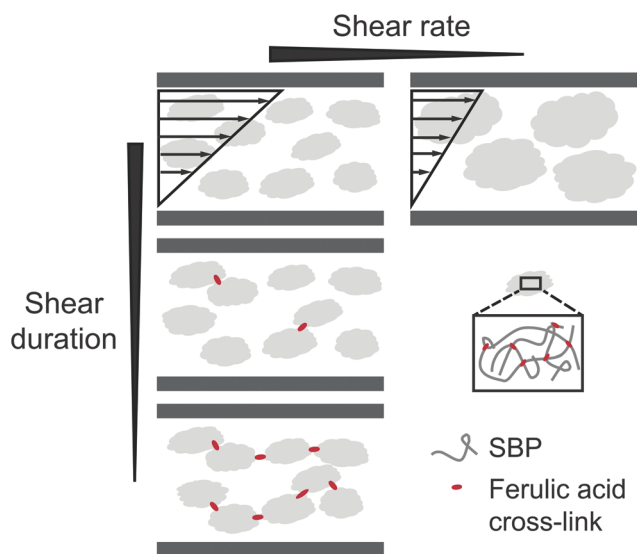 Shear rate
Shear
duration
SBP
Ferulic acid
cross-link